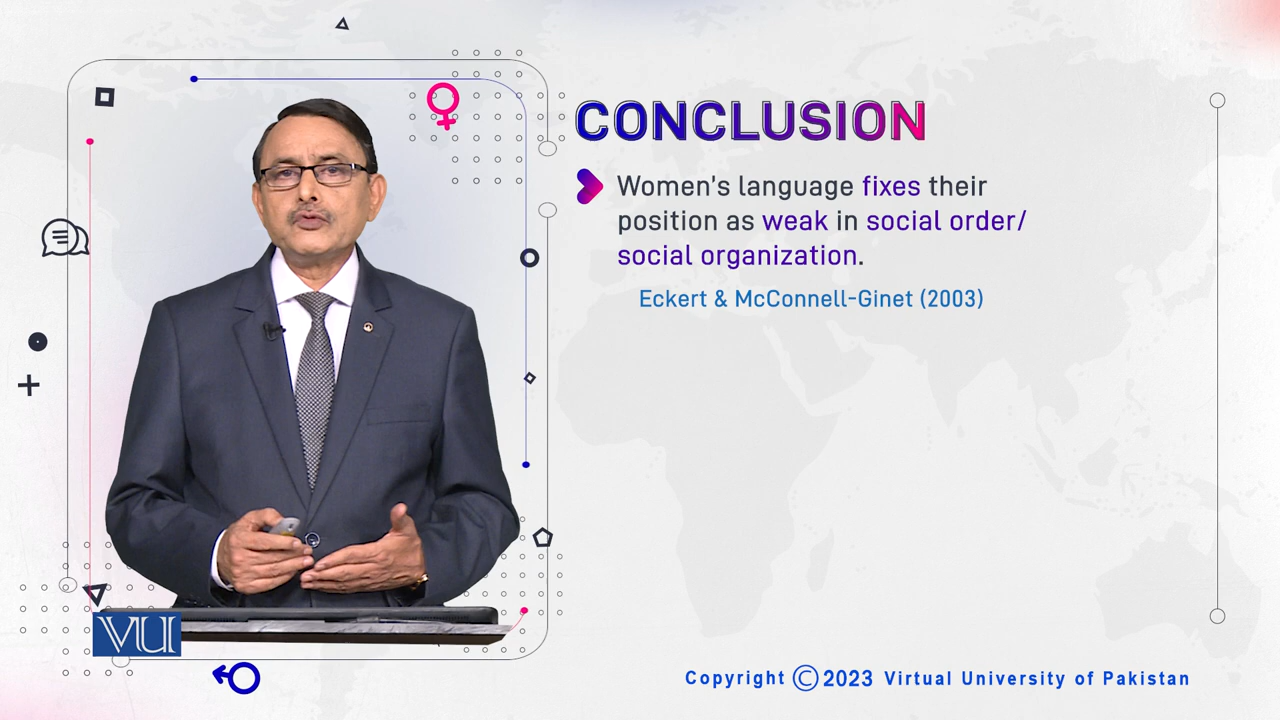 CONCLUSION
Women's language fixes their
position as weak in social order/
social organization.
Eckert & McConnell-Ginet (2003)
VU
Copyright ©2023 Virtual University of Pakistan